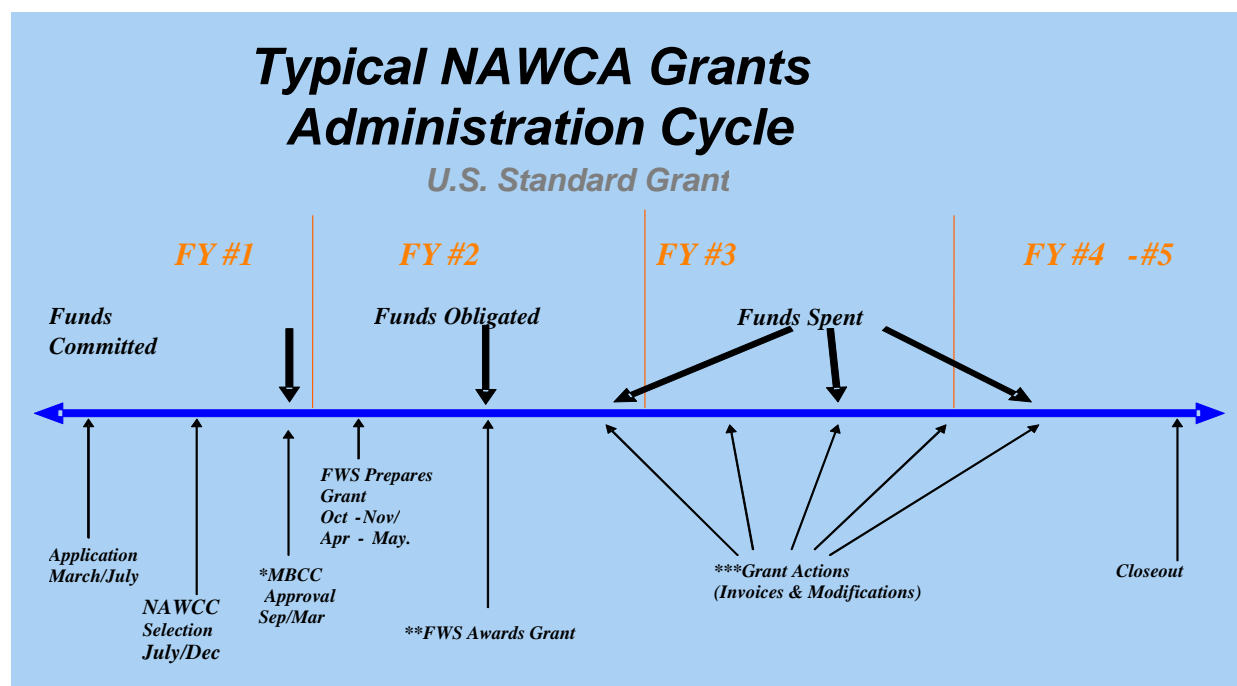 Typical NAWCA Grants
Administration Cycle
U.S. Standard Grant
FY #1
FY #2
FY #3
FY #4 -#5
Funds
Committed
Funds Obligated
Funds Spent
Application
March/July
NAWCC
Selection
July/Dec
*MBCC
Approval
Sep/Mar
FWS Prepares
Grant
Oct -Nov/
Apr - May.
**FWS Awards Grant
***Grant Actions
(Invoices & Modifications)
Closeout